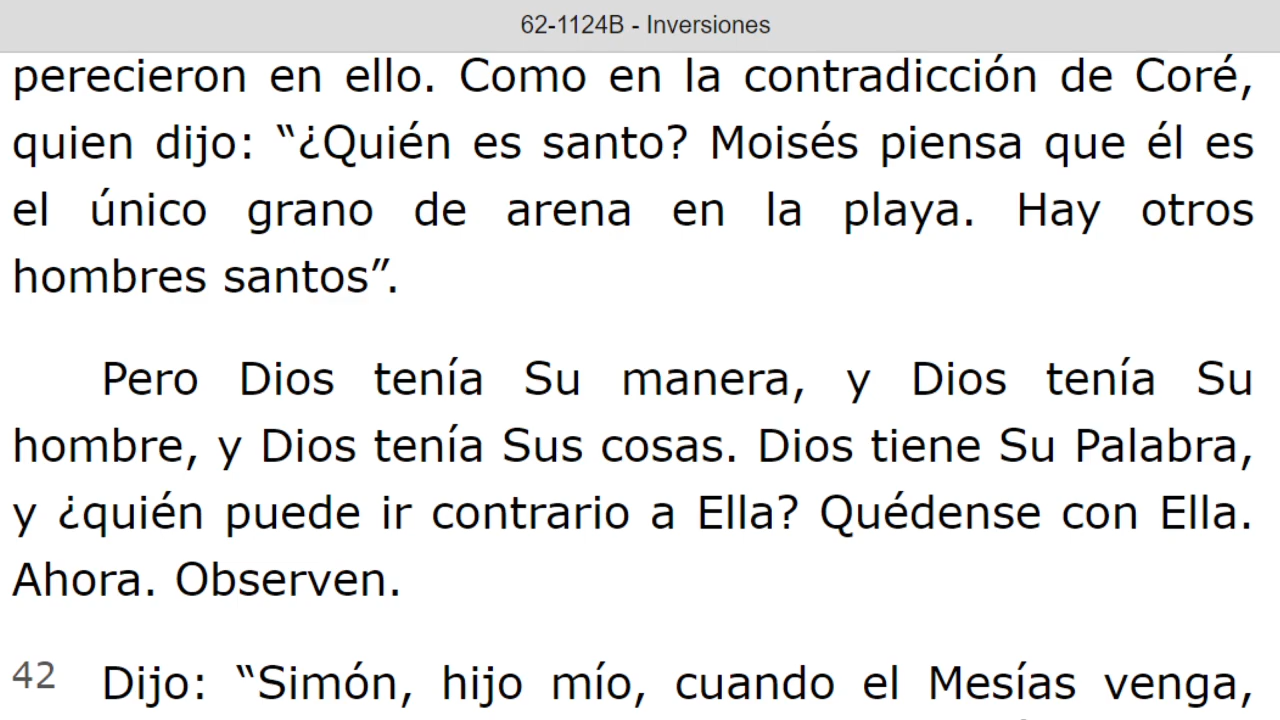 62-1124B - Inversiones
perecieron en ello. Como en la contradicción de Coré,
quien dijo: “¿Quién es santo? Moisés piensa que él es
el único grano de arena en la playa. Hay otros
hombres santos”.
Pero Dios tenía Su manera, y Dios tenía Su
hombre, y Dios tenía Sus cosas. Dios tiene Su Palabra,
y ¿quién puede ir contrario a Ella? Quédense con Ella.
Ahora. Observen.
42 Dijo: “Simón, hijo mío, cuando el Mesías venga,